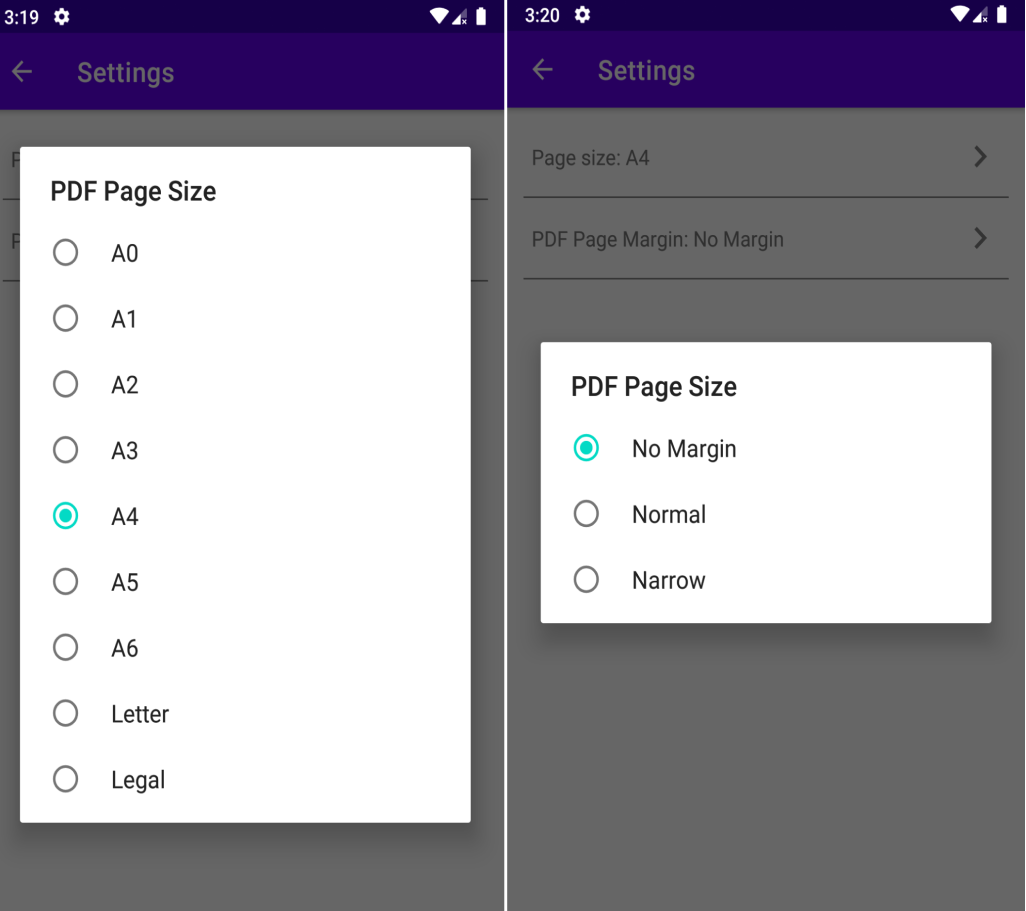 3:19
Settings
P
P
PDF Page Size
A0
A1
A2
A3
A4
A5
A6
Letter
Legal
3:20
Settings
Page size: A4
PDF Page Margin: No Margin
PDF Page Size
No Margin
Normal
Narrow